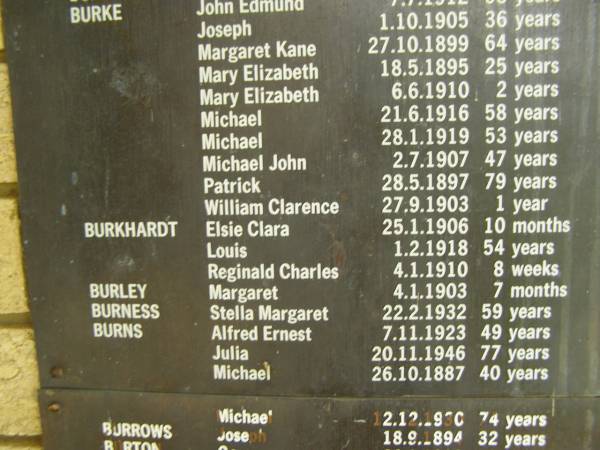 John Edmund
BURKE Joseph 1.10.1905 36 years
Margaret Kane 27.10.1899 64 years
Mary Elizabeth 18.5.1895 25 years
Mary Elizabeth 6.6.1910 2 years
Michael 21.6.1916 58 years
Michael 28.1.1919 53 years
Michael John 2.7.1907 47 years
Patrick 28.5.1897 79 years
William Clarence 27.9.1903 1 year
BURKHARDT Elsie Clara 25.1.1906 10 months
Louis 1.2.1918 54 years
Reginald Charles 4.1.1910 8 weeks
BURLEY Margaret 4.1.1903 7 months
BURNESS Stella Margaret 22.2.1932 59 years
BURNS Alfred Ernest 7.11.1923 49 years
Julia 20.11.1946 77 years
Michael 26.10.1887 40 years
Michael 74 years
BURROWS Joseph 18.9.1894 32 years
BURTON